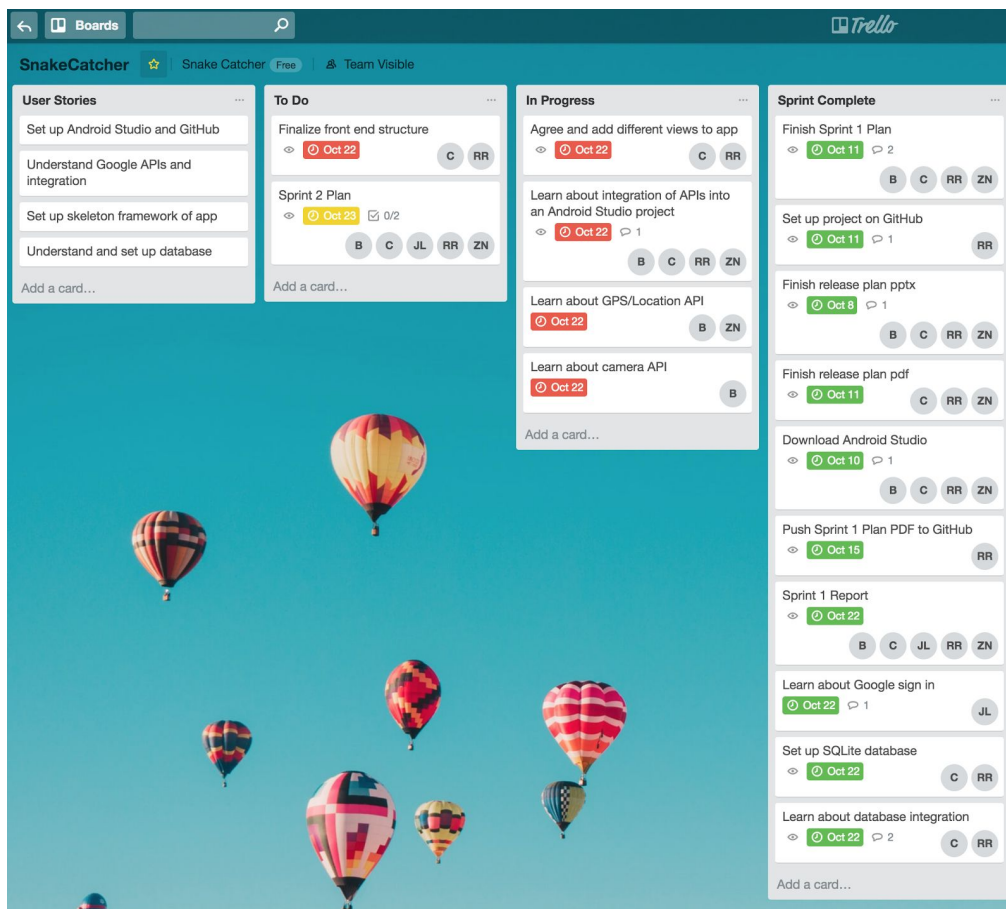 Boards
Trello
SnakeCatcher
Snake Catcher Free
Team Visible
User Stories
Set up Android Studio and GitHub
Understand Google APIs and
integration
Set up skeleton framework of app
Understand and set up database
Add a card…
To Do
Finalize front end structure
Oct 22
C RR
Sprint 2 Plan
Oct 23 0/2
B C JL RR ZN
Add a card…
In Progress
Agree and add different views to app
Oct 22
C RR
Learn about integration of APIs into
an Android Studio project
Oct 22 1
B C RR ZN
Learn about GPS/Location API
Oct 22
B ZN
Learn about camera API
Oct 22
B
Add a card…
Sprint Complete
Finish Sprint 1 Plan
Oct 11 2
B C RR ZN
Set up project on GitHub
Oct 11 1
RR
Finish release plan pptx
Oct 8 1
B C RR ZN
Finish release plan pdf
Oct 11
C RR ZN
Download Android Studio
Oct 10 1
B C RR ZN
Push Sprint 1 Plan PDF to GitHub
Oct 15
RR
Sprint 1 Report
Oct 22
B C JL RR ZN
Learn about Google sign in
Oct 22 1
JL
Set up SQLite database
Oct 22
C RR
Learn about database integration
Oct 22 2
C RR
Add a card…